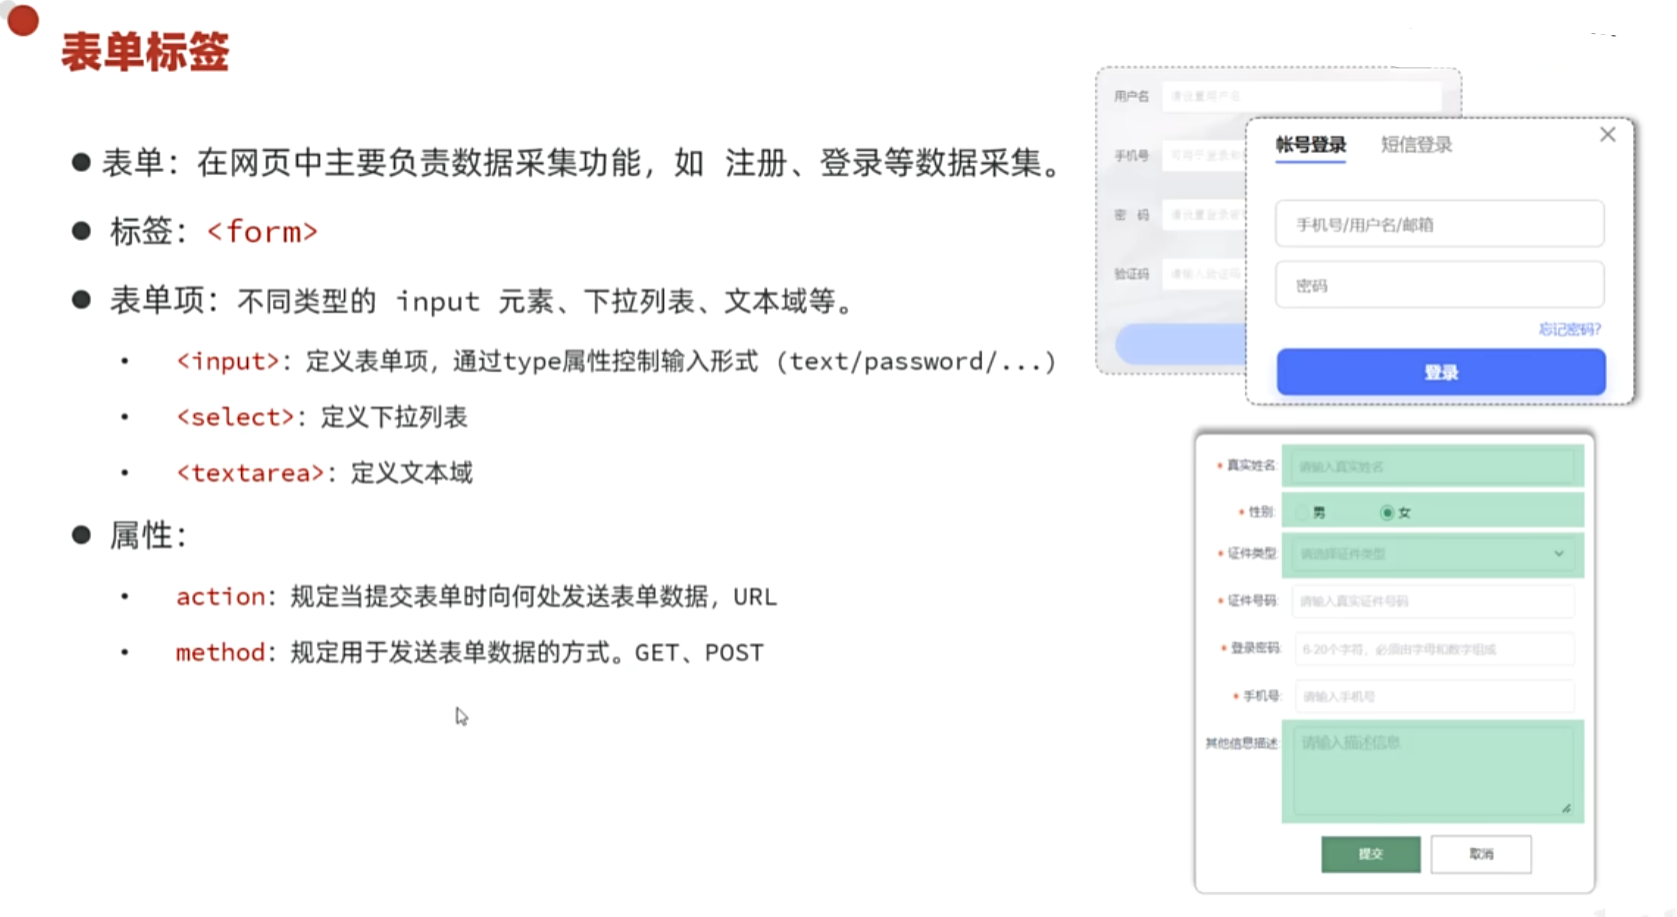 表单标签
● 表单：在网页中主要负责数据采集功能，如 注册、登录等数据采集。
● 标签：<form>
● 表单项：不同类型的 input 元素、下拉列表、文本域等。
• <input>：定义表单项，通过type属性控制输入形式 (text/password/...)
• <select>：定义下拉列表
• <textarea>：定义文本域
● 属性：
• action：规定当提交表单时向何处发送表单数据，URL
• method：规定用于发送表单数据的方式。GET、POST
用户名 请设置用户名
手机号
密 码
验证码
帐号登录 短信登录
手机号/用户名/邮箱
密码
忘记密码?
登录
* 真实姓名: 请输入真实姓名
* 性别: 男 女
* 证件类型: 请选择证件类型
* 证件号码: 请输入真实证件号码
* 登录密码: 6-20个字符，必须由字母和数字组成
* 手机号: 请输入手机号
其他信息描述: 请输入描述信息
提交 取消